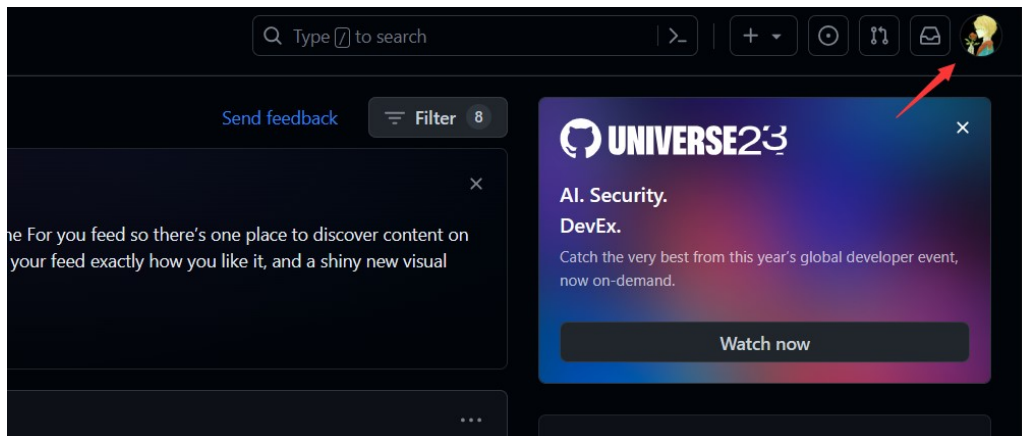 Type / to search
Send feedback
Filter 8
UNIVERSE23
AI. Security.
DevEx.
Catch the very best from this year's global developer event,
now on-demand.
Watch now
ne For you feed so there's one place to discover content on
your feed exactly how you like it, and a shiny new visual